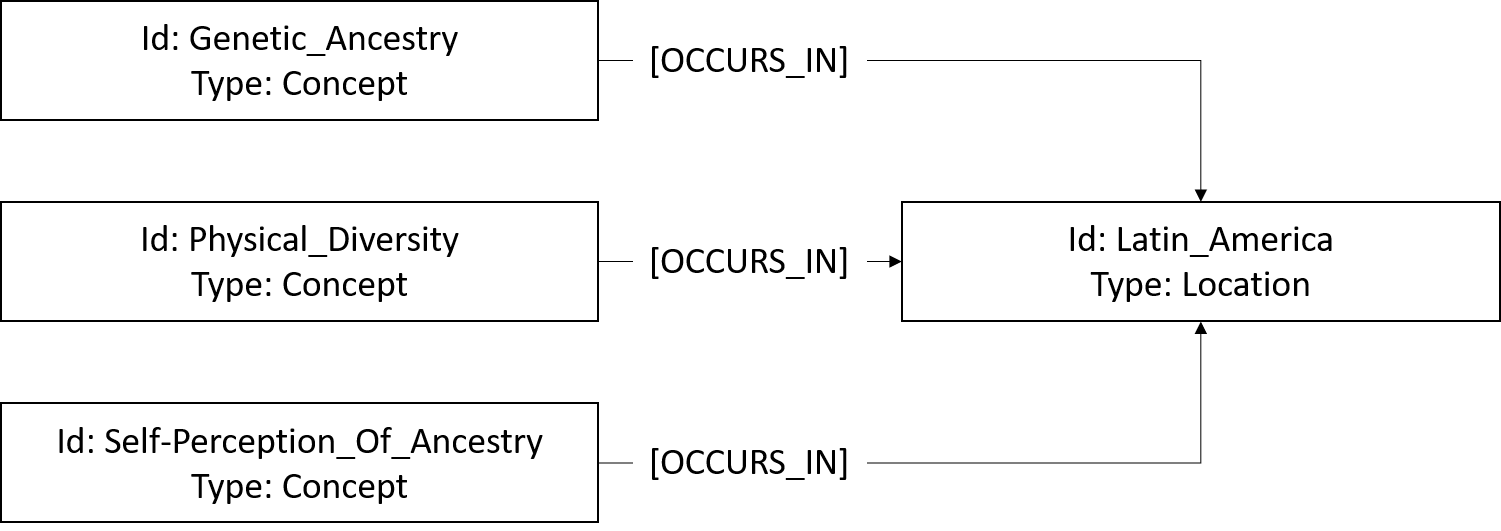 Id: Genetic_Ancestry
Type: Concept
[OCCURS_IN]
Id: Physical_Diversity
Type: Concept
[OCCURS_IN]
Id: Latin_America
Type: Location
Id: Self-Perception_Of_Ancestry
Type: Concept
[OCCURS_IN]